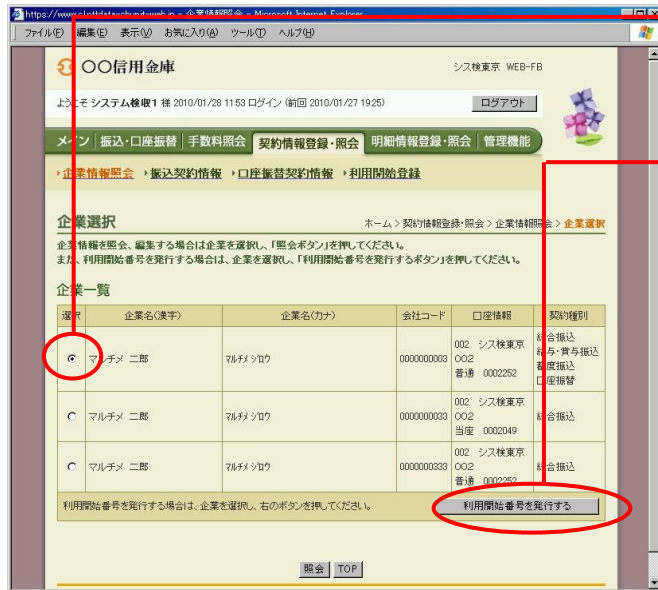 企業情報照会 - Microsoft Internet Explorer
ファイル(F) 編集(E) 表示(V) お気に入り(A) ツール(T) ヘルプ(H)
〇〇信用金庫
シス検東京 WEB-FB
ようこそ システム検収1 様 2010/01/28 11:53 ログイン (前回 2010/01/27 19:25)
ログアウト
メイン 振込・口座振替 手数料照会 契約情報登録・照会 明細情報登録・照会 管理機能
企業情報照会 振込契約情報 口座振替契約情報 利用開始登録
企業選択
ホーム > 契約情報登録・照会 > 企業情報照会 > 企業選択
企業情報を照会、編集する場合は企業を選択し、「照会ボタン」を押してください。
また、利用開始番号を発行する場合は、企業を選択し、「利用開始番号を発行するボタン」を押してください。
企業一覧
選択 企業名(漢字) 企業名(カナ) 会社コード 口座情報 契約種別
マルチメ 二郎 マルチメ ジロウ 0000000003 002 シス検東京 002 普通 0002252 総合振込 給与・賞与振込 都度振込 口座振替
マルチメ 二郎 マルチメ ジロウ 0000000033 002 シス検東京 002 当座 0002049 総合振込
マルチメ 二郎 マルチメ ジロウ 0000000333 002 シス検東京 002 普通 0002252 総合振込
利用開始番号を発行する場合は、企業を選択し、右のボタンを押してください。
利用開始番号を発行する
照会 TOP